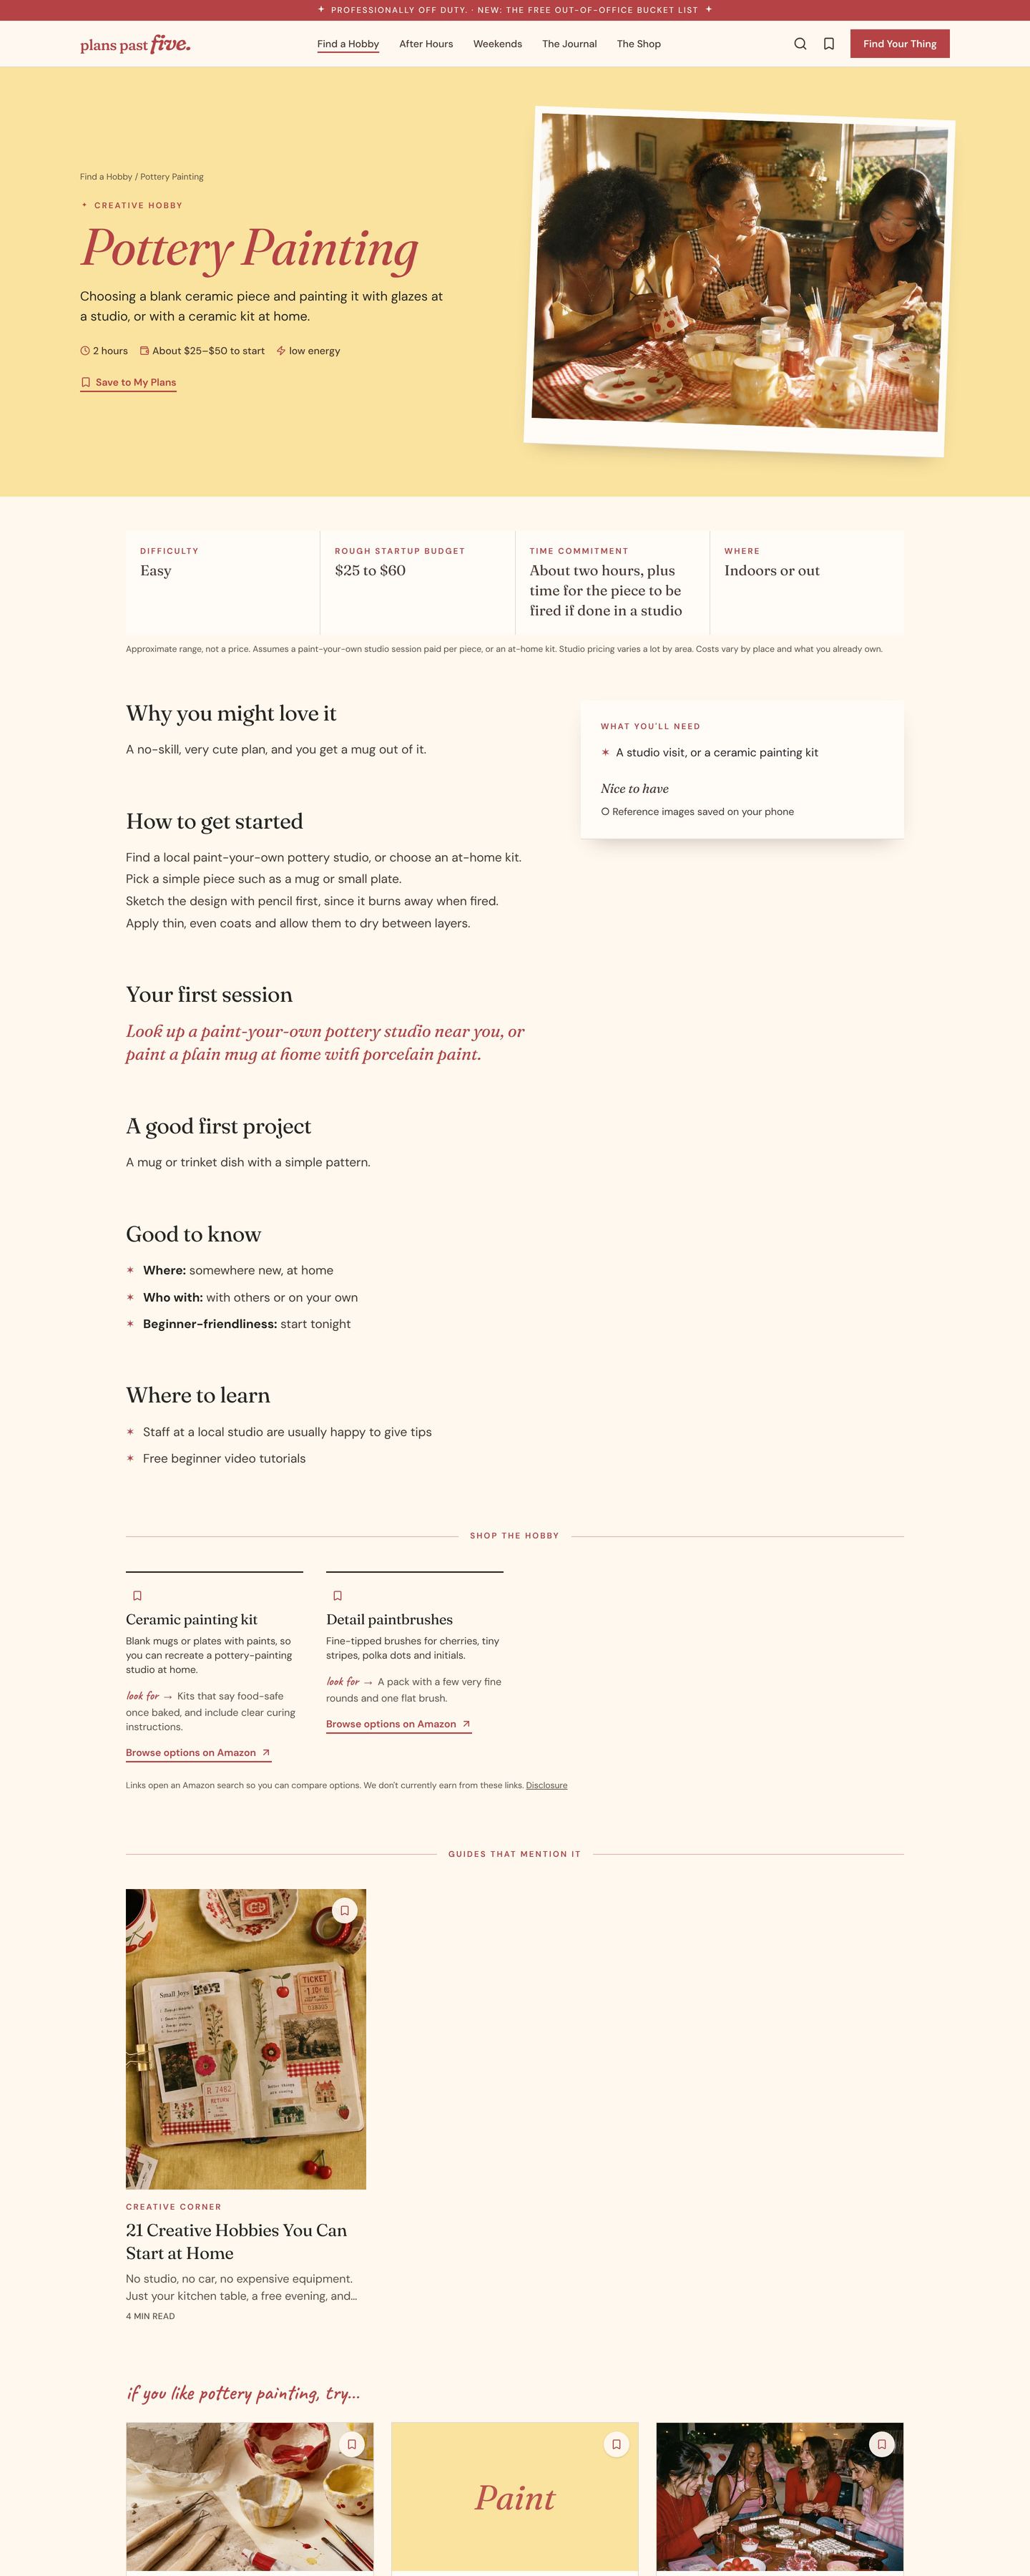 PROFESSIONALLY OFF DUTY. · NEW: THE FREE OUT-OF-OFFICE BUCKET LIST
plans past five.
Find a Hobby
After Hours
Weekends
The Journal
The Shop
Find Your Thing
Find a Hobby / Pottery Painting
CREATIVE HOBBY
Pottery Painting
Choosing a blank ceramic piece and painting it with glazes at
a studio, or with a ceramic kit at home.
2 hours
About $25–$50 to start
low energy
Save to My Plans
DIFFICULTY
Easy
ROUGH STARTUP BUDGET
$25 to $60
TIME COMMITMENT
About two hours, plus
time for the piece to be
fired if done in a studio
WHERE
Indoors or out
Approximate range, not a price. Assumes a paint-your-own studio session paid per piece, or an at-home kit. Studio pricing varies a lot by area. Costs vary by place and what you already own.
Why you might love it
A no-skill, very cute plan, and you get a mug out of it.
WHAT YOU'LL NEED
A studio visit, or a ceramic painting kit
Nice to have
Reference images saved on your phone
How to get started
Find a local paint-your-own pottery studio, or choose an at-home kit.
Pick a simple piece such as a mug or small plate.
Sketch the design with pencil first, since it burns away when fired.
Apply thin, even coats and allow them to dry between layers.
Your first session
Look up a paint-your-own pottery studio near you, or
paint a plain mug at home with porcelain paint.
A good first project
A mug or trinket dish with a simple pattern.
Good to know
Where: somewhere new, at home
Who with: with others or on your own
Beginner-friendliness: start tonight
Where to learn
Staff at a local studio are usually happy to give tips
Free beginner video tutorials
SHOP THE HOBBY
Ceramic painting kit
Blank mugs or plates with paints, so
you can recreate a pottery-painting
studio at home.
look for → Kits that say food-safe
once baked, and include clear curing
instructions.
Browse options on Amazon
Detail paintbrushes
Fine-tipped brushes for cherries, tiny
stripes, polka dots and initials.
look for → A pack with a few very fine
rounds and one flat brush.
Browse options on Amazon
Links open an Amazon search so you can compare options. We don't currently earn from these links. Disclosure
GUIDES THAT MENTION IT
Small Joys
TICKET
R 7462
RETURN
CREATIVE CORNER
21 Creative Hobbies You Can
Start at Home
No studio, no car, no expensive equipment.
Just your kitchen table, a free evening, and...
4 MIN READ
if you like pottery painting, try...
Paint